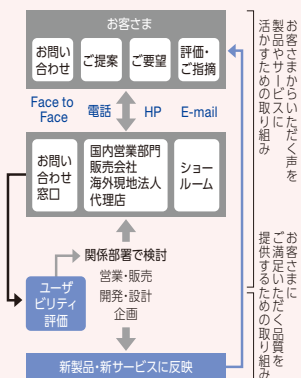 お客さま
お問い
合わせ
ご提案
ご要望
評価・
ご指摘
Face to
Face
電話
HP
E-mail
お問い
合わせ
窓口
国内営業部門
販売会社
海外現地法人
代理店
ショー
ルーム
関係部署で検討
営業・販売
開発・設計
企画
ユーザ
ビリティ
評価
新製品・新サービスに反映
お客さまからいただく声を
製品やサービスに
活かすための取り組み
お客さまに
ご満足いただく品質を
提供するための取り組み